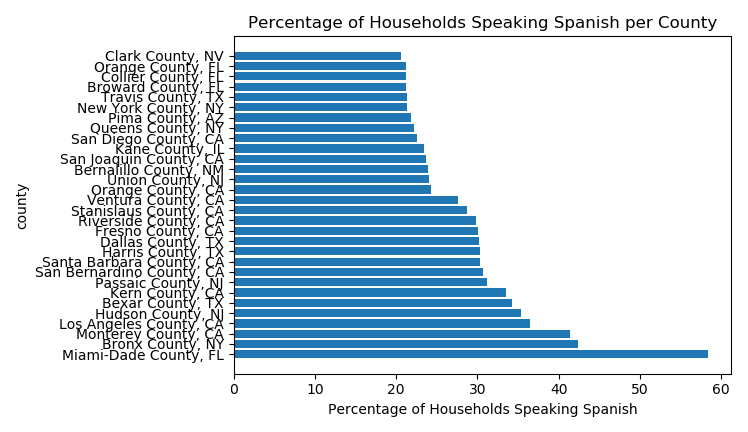 Percentage of Households Speaking Spanish per County
Clark County, NV
Orange County, FL
Collier County, FL
Broward County, FL
Travis County, TX
New York County, NY
Pima County, AZ
Queens County, NY
San Diego County, CA
Kane County, IL
San Joaquin County, CA
Bernalillo County, NM
Union County, NJ
Orange County, CA
Ventura County, CA
Stanislaus County, CA
Riverside County, CA
Fresno County, CA
Dallas County, TX
Harris County, TX
Santa Barbara County, CA
San Bernardino County, CA
Passaic County, NJ
Kern County, CA
Bexar County, TX
Hudson County, NJ
Los Angeles County, CA
Monterey County, CA
Bronx County, NY
Miami-Dade County, FL
county
0 10 20 30 40 50 60
Percentage of Households Speaking Spanish